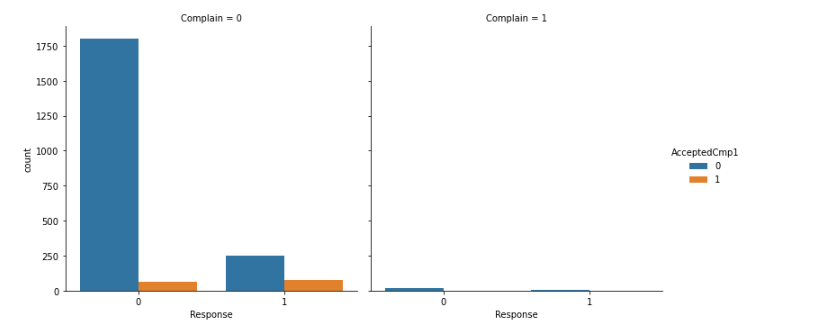 Complain = 0
Complain = 1
1750
1500
1250
1000
750
500
250
0
count
0
1
Response
0
1
Response
AcceptedCmp1
0
1